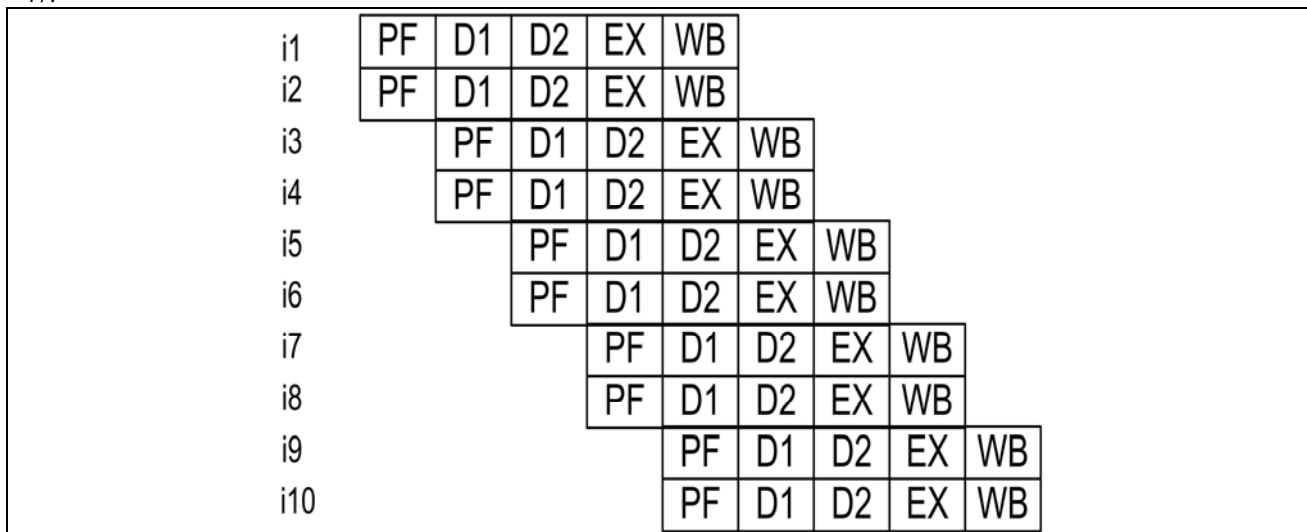 i1 PF D1 D2 EX WB
i2 PF D1 D2 EX WB
i3 PF D1 D2 EX WB
i4 PF D1 D2 EX WB
i5 PF D1 D2 EX WB
i6 PF D1 D2 EX WB
i7 PF D1 D2 EX WB
i8 PF D1 D2 EX WB
i9 PF D1 D2 EX WB
i10 PF D1 D2 EX WB